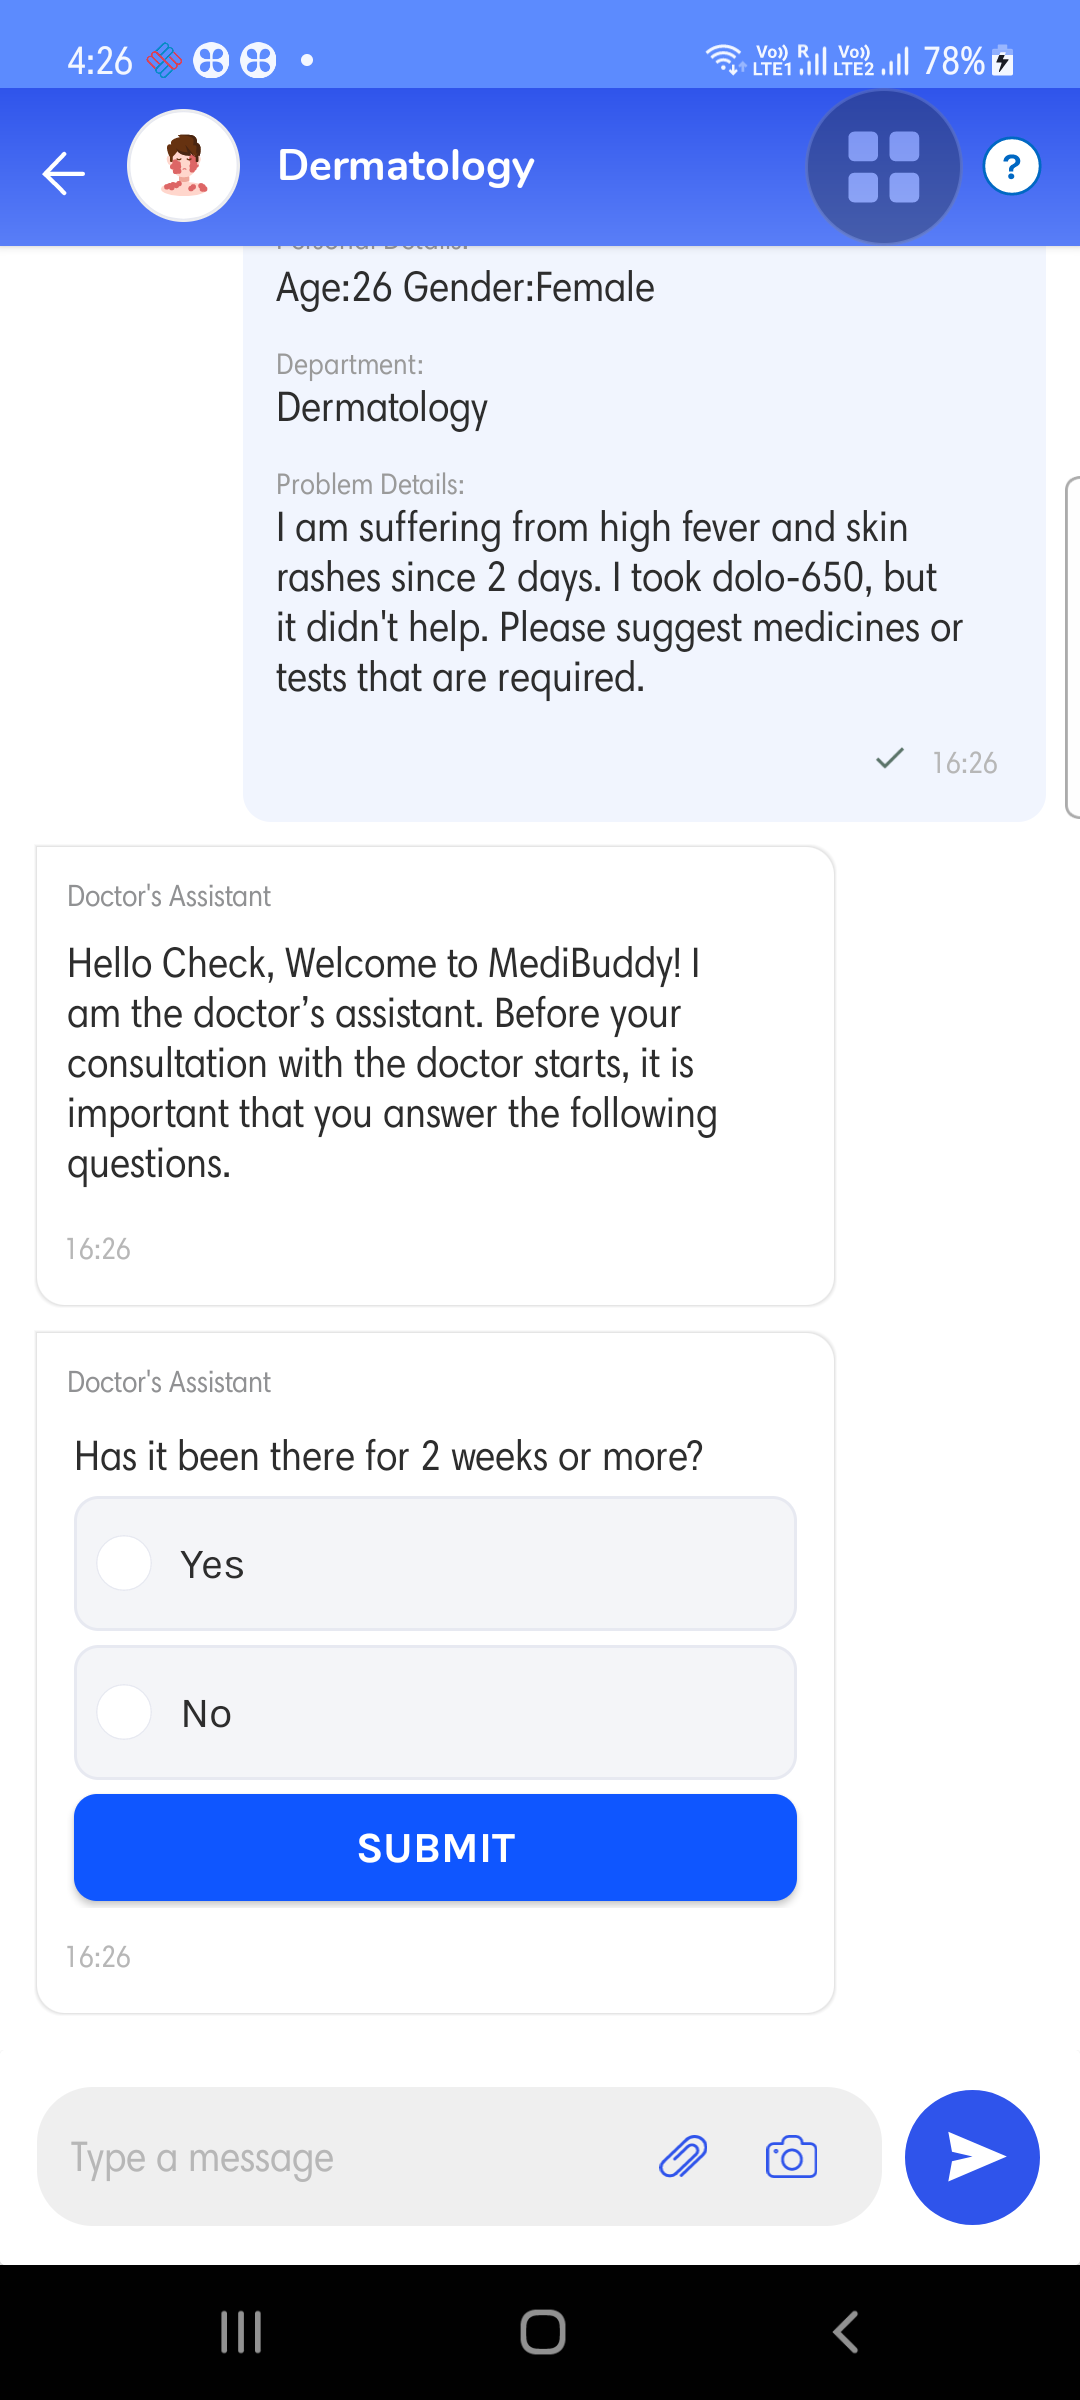 4:26
Vo)) R
LTE1
Vo))
LTE2
78%
Dermatology
?
Personal Details:
Age:26 Gender:Female
Department:
Dermatology
Problem Details:
I am suffering from high fever and skin
rashes since 2 days. I took dolo-650, but
it didn't help. Please suggest medicines or
tests that are required.
16:26
Doctor's Assistant
Hello Check, Welcome to MediBuddy! I
am the doctor’s assistant. Before your
consultation with the doctor starts, it is
important that you answer the following
questions.
16:26
Doctor's Assistant
Has it been there for 2 weeks or more?
Yes
No
SUBMIT
16:26
Type a message